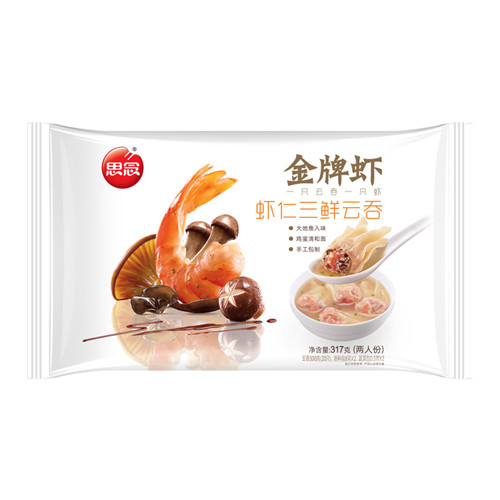 思念
®
金牌虾
一只云吞一只虾
虾仁三鲜云吞
• 大地鱼入味
• 鸡蛋清和面
• 手工包制
净含量:317克 (两人份)